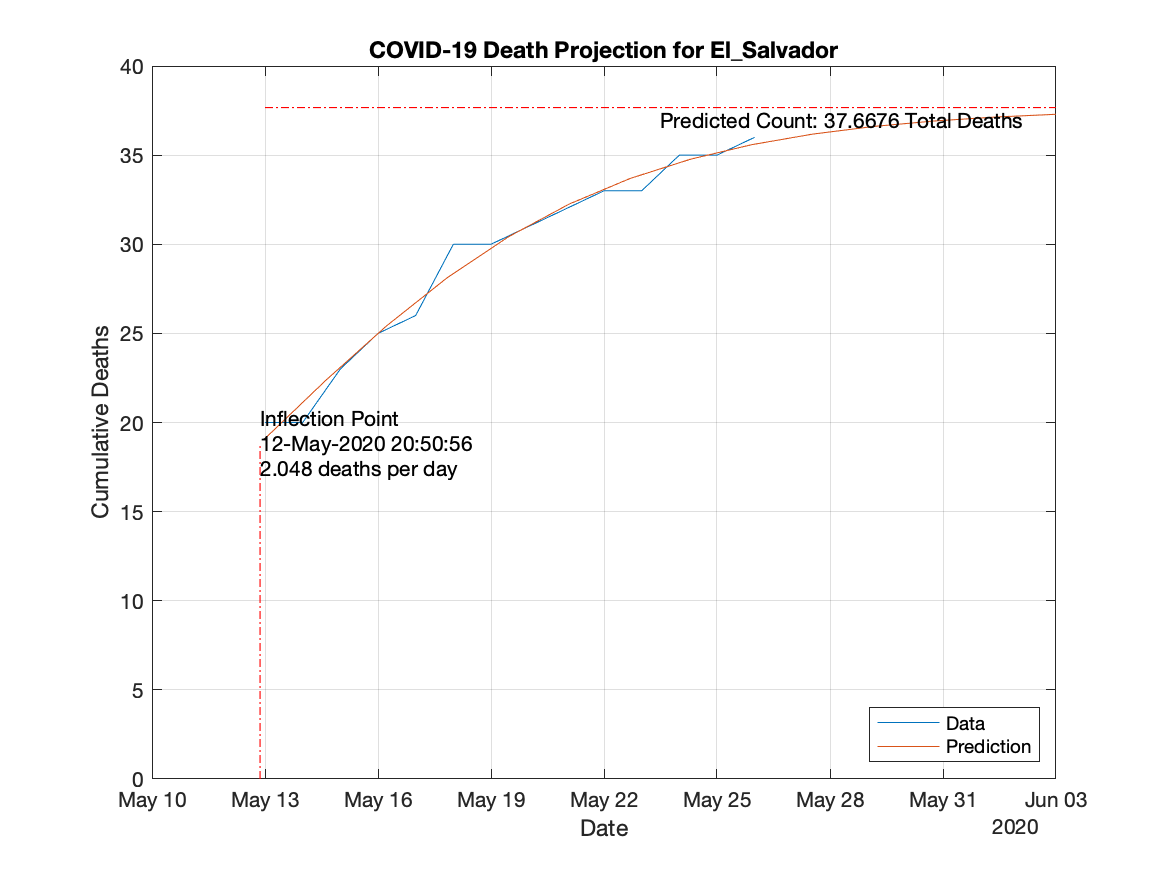 COVID-19 Death Projection for El_Salvador
40
Predicted Count: 37.6676 Total Deaths
35
30
25
20
Inflection Point
12-May-2020 20:50:56
2.048 deaths per day
15
10
5
0
Cumulative Deaths
Data
Prediction
May 10 May 13 May 16 May 19 May 22 May 25 May 28 May 31 Jun 03
Date
2020